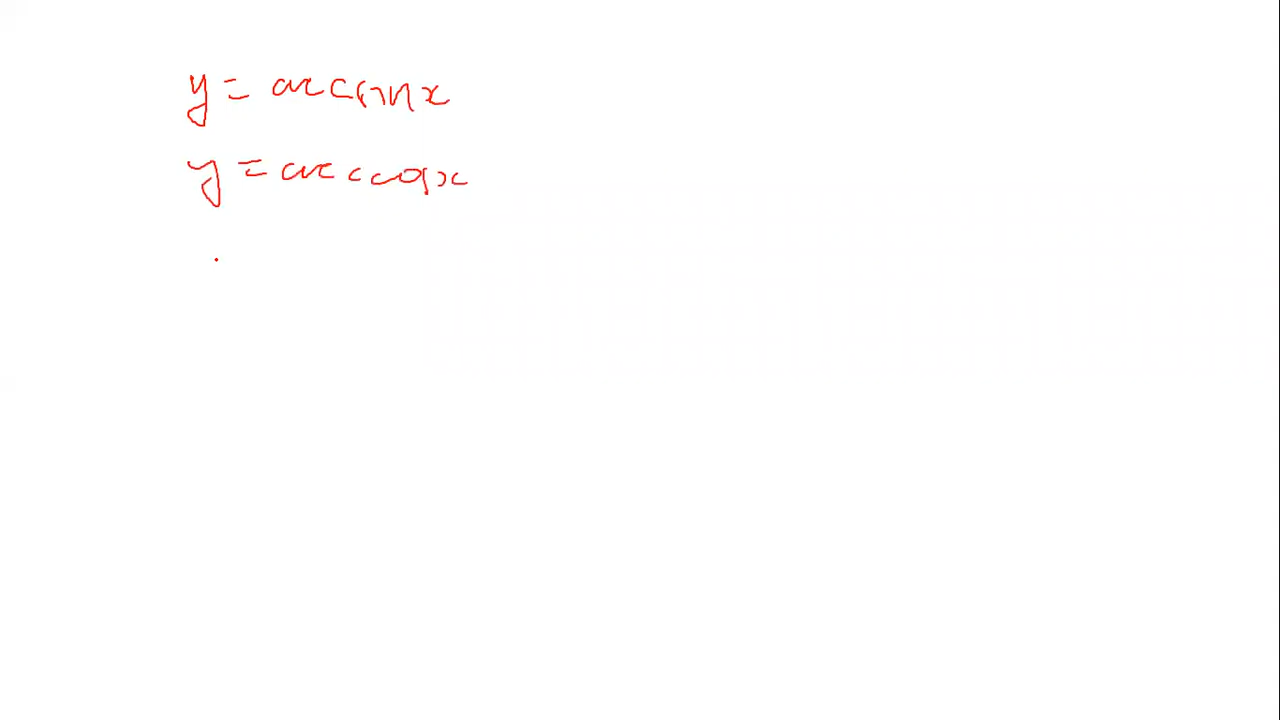 y = arcsinx
y = arccosx